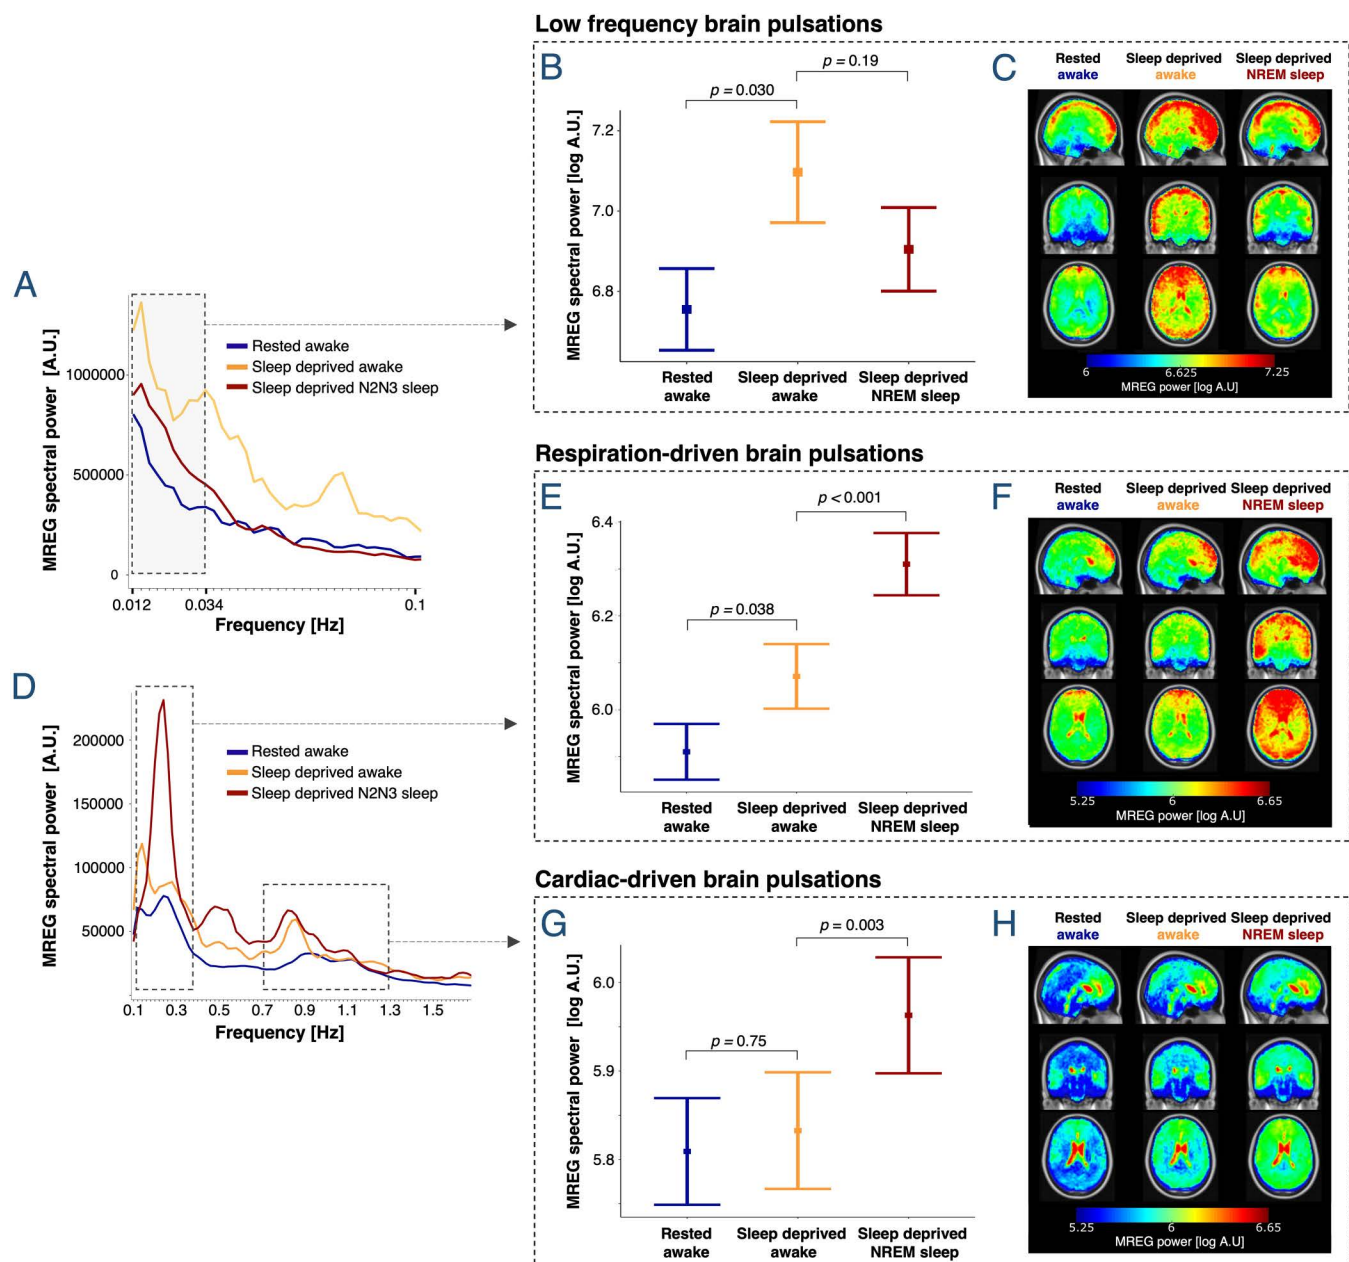 Low frequency brain pulsations
A
MREG spectral power [A.U.]
1000000
500000
0
0.012
0.034
0.1
Frequency [Hz]
Rested awake
Sleep deprived awake
Sleep deprived N2N3 sleep
B
MREG spectral power [log A.U.]
7.2
7.0
6.8
p = 0.030
p = 0.19
Rested
awake
Sleep deprived
awake
Sleep deprived
NREM sleep
C
Rested
awake
Sleep deprived
awake
Sleep deprived
NREM sleep
6
6.625
7.25
MREG power [log A.U]
Respiration-driven brain pulsations
D
MREG spectral power [A.U.]
200000
150000
100000
50000
0.1
0.3
0.5
0.7
0.9
1.1
1.3
1.5
Frequency [Hz]
Rested awake
Sleep deprived awake
Sleep deprived N2N3 sleep
E
MREG spectral power [log A.U.]
6.4
6.2
6.0
p = 0.038
p < 0.001
Rested
awake
Sleep deprived
awake
Sleep deprived
NREM sleep
F
Rested
awake
Sleep deprived
awake
Sleep deprived
NREM sleep
5.25
6
6.65
MREG power [log A.U]
Cardiac-driven brain pulsations
G
MREG spectral power [log A.U.]
6.0
5.9
5.8
p = 0.75
p = 0.003
Rested
awake
Sleep deprived
awake
Sleep deprived
NREM sleep
H
Rested
awake
Sleep deprived
awake
Sleep deprived
NREM sleep
5.25
6
6.65
MREG power [log A.U]